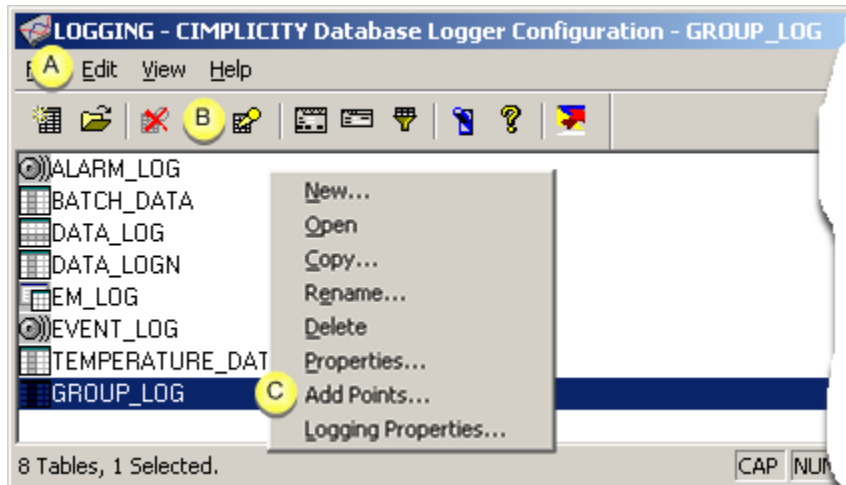 LOGGING - CIMPLICITY Database Logger Configuration - GROUP_LOG
A Edit View Help
B
ALARM_LOG
BATCH_DATA
DATA_LOG
DATA_LOGN
EM_LOG
EVENT_LOG
TEMPERATURE_DAT
GROUP_LOG
New...
Open
Copy...
Rename...
Delete
Properties...
C Add Points...
Logging Properties...
8 Tables, 1 Selected.
CAP NUM